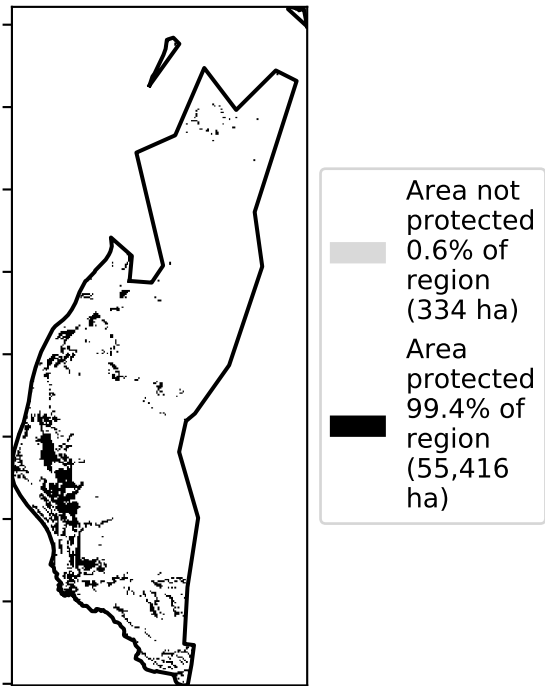 Area not
protected
0.6% of
region
(334 ha)
Area
protected
99.4% of
region
(55,416
ha)